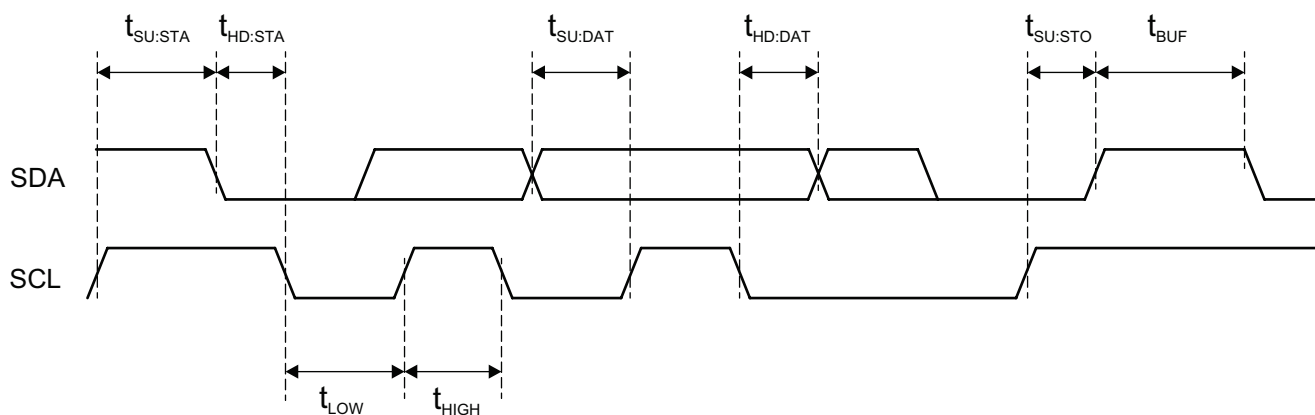 tSU:STA tHD:STA tSU:DAT tHD:DAT tSU:STO tBUF
SDA
SCL
tLOW tHIGH